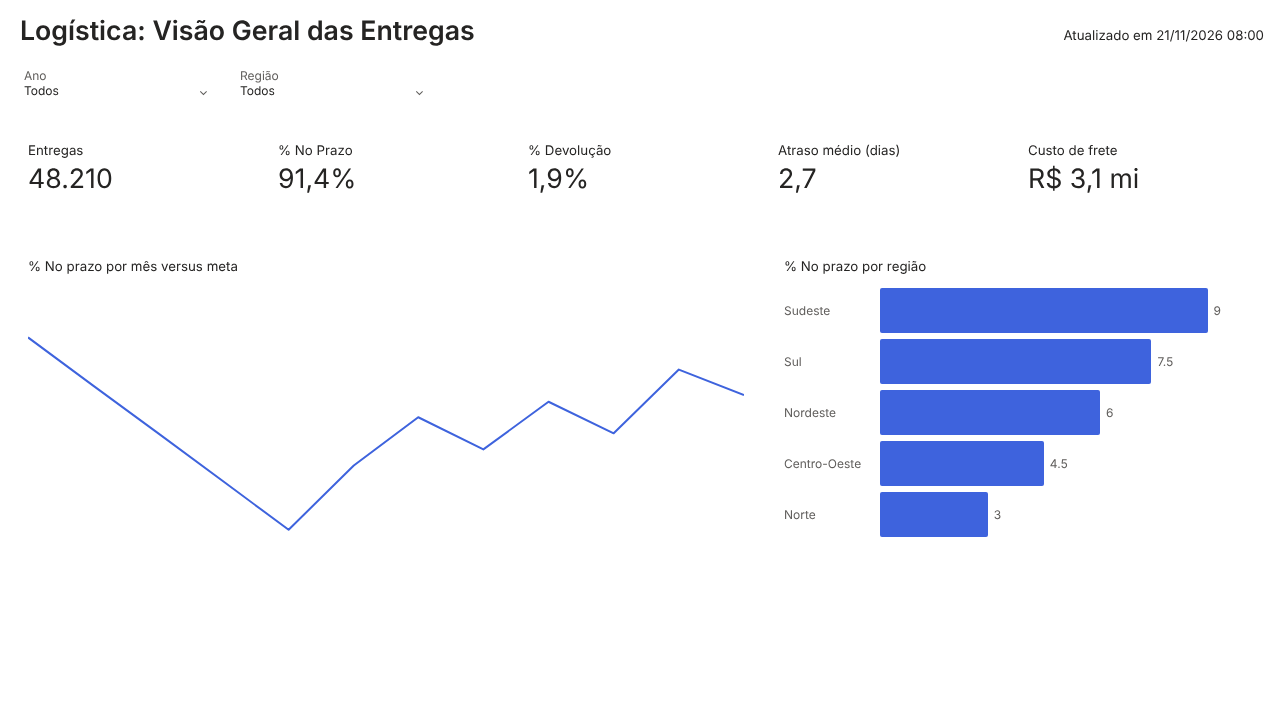 Logística: Visão Geral das Entregas
Atualizado em 21/11/2026 08:00
Ano
Todos
Região
Todos
Entregas
48.210
% No Prazo
91,4%
% Devolução
1,9%
Atraso médio (dias)
2,7
Custo de frete
R$ 3,1 mi
% No prazo por mês versus meta
% No prazo por região
Sudeste 9
Sul 7.5
Nordeste 6
Centro-Oeste 4.5
Norte 3